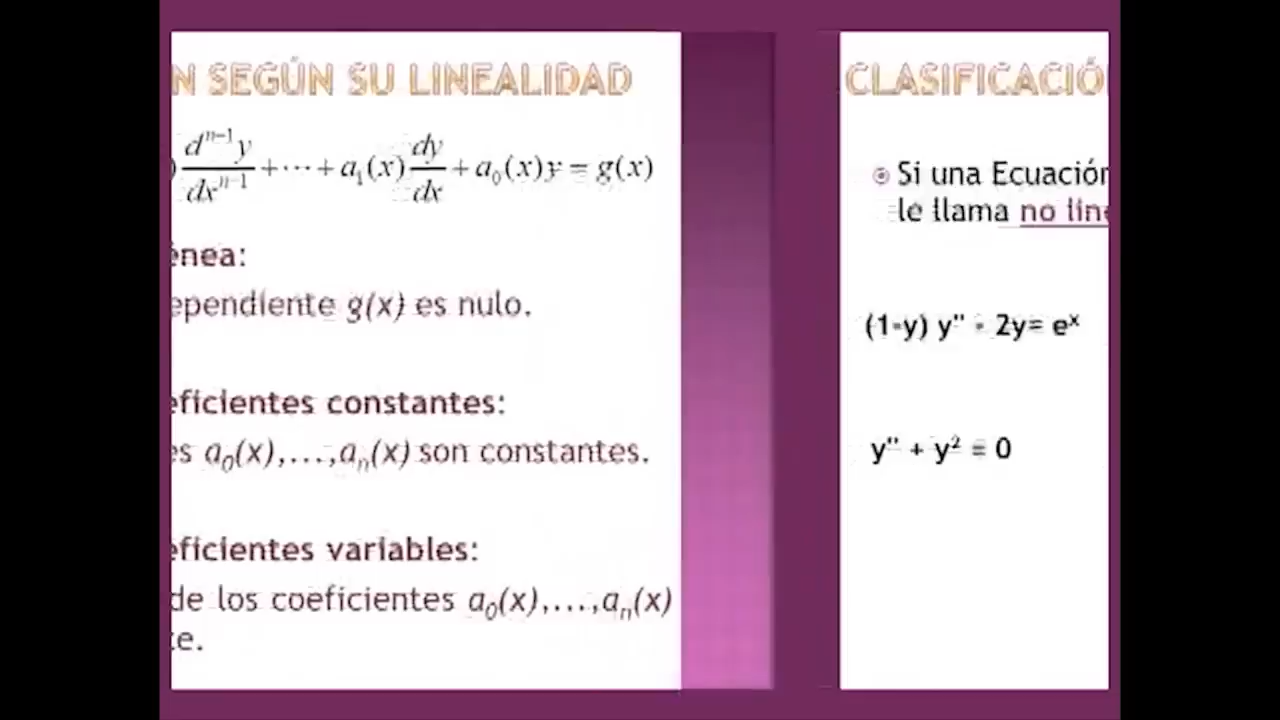 N SEGÚN SU LINEALIDAD
) d^{n-1}y/dx^{n-1} + ··· + a_1(x) dy/dx + a_0(x)y = g(x)
énea:
ependiente g(x) es nulo.
eficientes constantes:
es a_0(x),...,a_n(x) son constantes.
eficientes variables:
de los coeficientes a_0(x),...,a_n(x)
te.
CLASIFICACIÓ
Si una Ecuación
le llama no line
(1-y) y" - 2y= e^x
y" + y² = 0